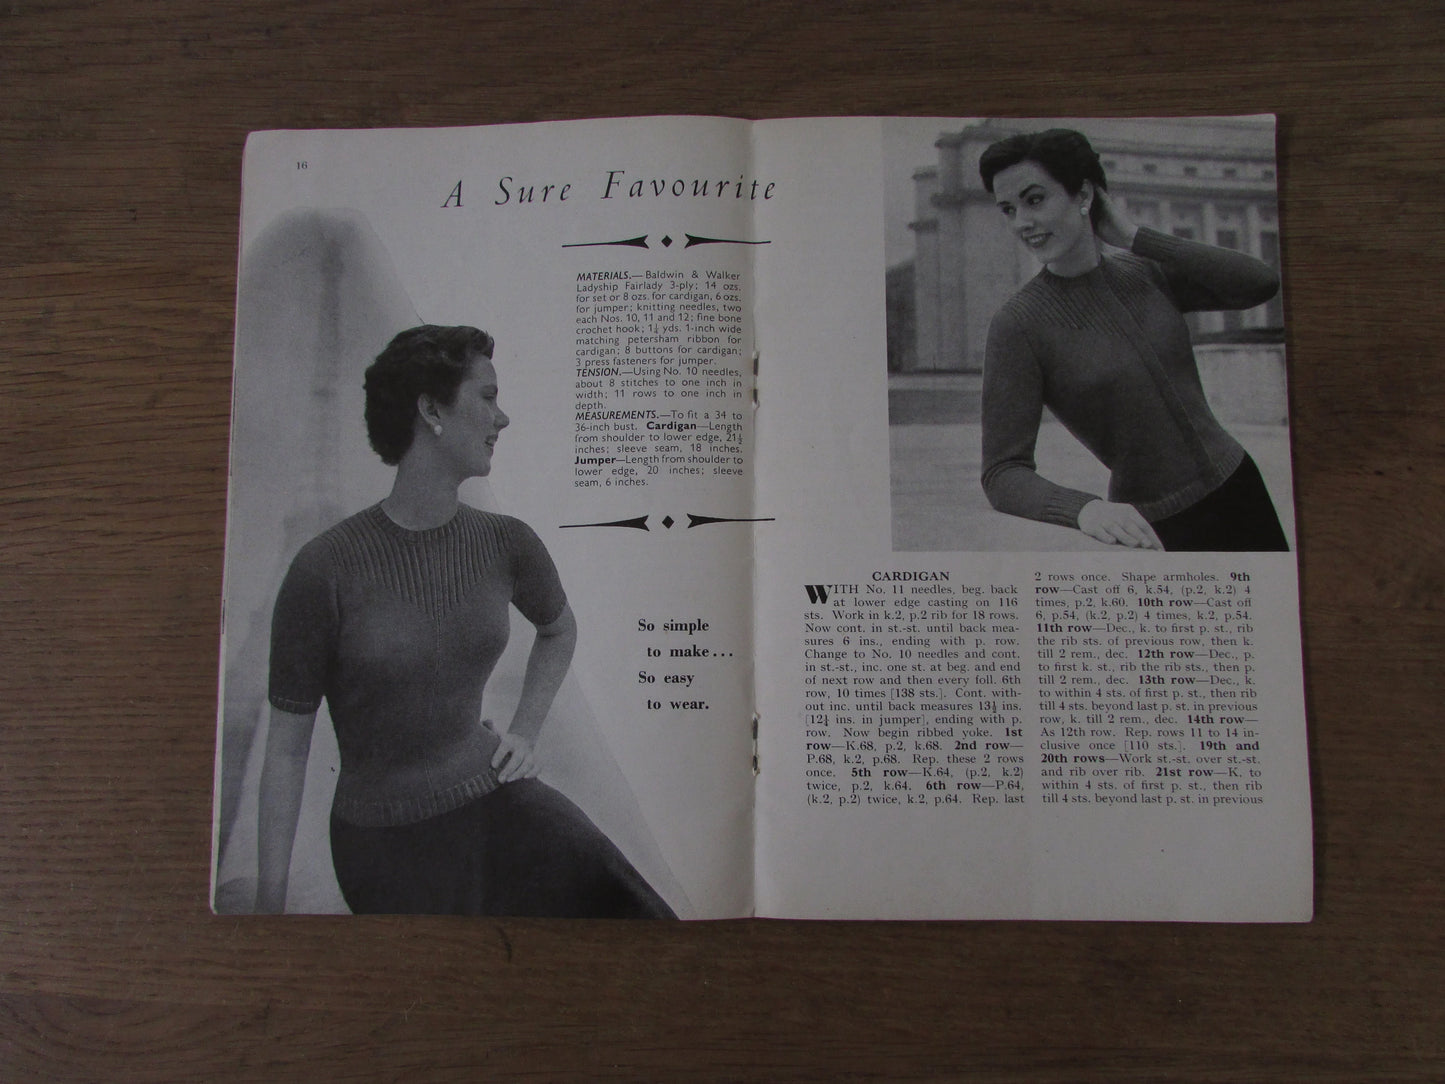 16
A Sure Favourite
MATERIALS.—Baldwin & Walker
Ladyship Fairlady 3-ply; 14 ozs.
for set or 8 ozs. for cardigan, 6 ozs.
for jumper; knitting needles, two
each Nos. 10, 11 and 12; fine bone
crochet hook; 1¼ yds. 1-inch wide
matching petersham ribbon for
cardigan; 8 buttons for cardigan;
3 press fasteners for jumper.
TENSION.—Using No. 10 needles,
about 8 stitches to one inch in
width; 11 rows to one inch in
depth.
MEASUREMENTS.—To fit a 34 to
36-inch bust. Cardigan—Length
from shoulder to lower edge, 21½
inches; sleeve seam, 18 inches.
Jumper—Length from shoulder to
lower edge, 20 inches; sleeve
seam, 6 inches.
So simple
to make...
So easy
to wear.
CARDIGAN
WITH No. 11 needles, beg. back
at lower edge casting on 116
sts. Work in k.2, p.2 rib for 18 rows.
Now cont. in st.-st. until back mea-
sures 6 ins., ending with p. row.
Change to No. 10 needles and cont.
in st.-st., inc. one st. at beg. and end
of next row and then every foll. 6th
row, 10 times [138 sts.]. Cont. with-
out inc. until back measures 13½ ins.
[12¼ ins. in jumper], ending with p.
row. Now begin ribbed yoke. 1st
row—K.68, p.2, k.68. 2nd row—
P.68, k.2, p.68. Rep. these 2 rows
once. 5th row—K.64, (p.2, k.2)
twice, p.2, k.64. 6th row—P.64,
(k.2, p.2) twice, k.2, p.64. Rep. last
2 rows once. Shape armholes. 9th
row—Cast off 6, k.54, (p.2, k.2) 4
times, p.2, k.60. 10th row—Cast off
6, p.54, (k.2, p.2) 4 times, k.2, p.54.
11th row—Dec., k. to first p. st., rib
the rib sts. of previous row, then k.
till 2 rem., dec. 12th row—Dec., p.
to first k. st., rib the rib sts., then p.
till 2 rem., dec. 13th row—Dec., k.
to within 4 sts. of first p. st., then rib
till 4 sts. beyond last p. st. in previous
row, k. till 2 rem., dec. 14th row—
As 12th row. Rep. rows 11 to 14 in-
clusive once [110 sts.]. 19th and
20th rows—Work st.-st. over st.-st.
and rib over rib. 21st row—K. to
within 4 sts. of first p. st., then rib
till 4 sts. beyond last p. st. in previous